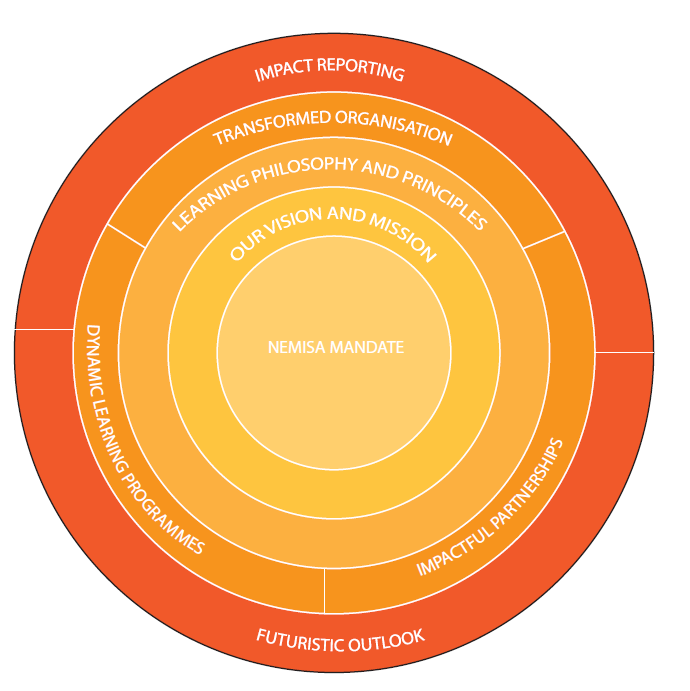 IMPACT REPORTING
TRANSFORMED ORGANISATION
LEARNING PHILOSOPHY AND PRINCIPLES
OUR VISION AND MISSION
NEMISA MANDATE
DYNAMIC LEARNING PROGRAMMES
IMPACTFUL PARTNERSHIPS
FUTURISTIC OUTLOOK